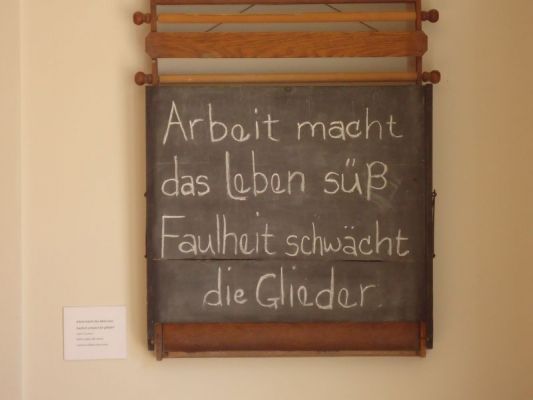 Arbeit macht
das Leben süß
Faulheit schwächt
die Glieder.